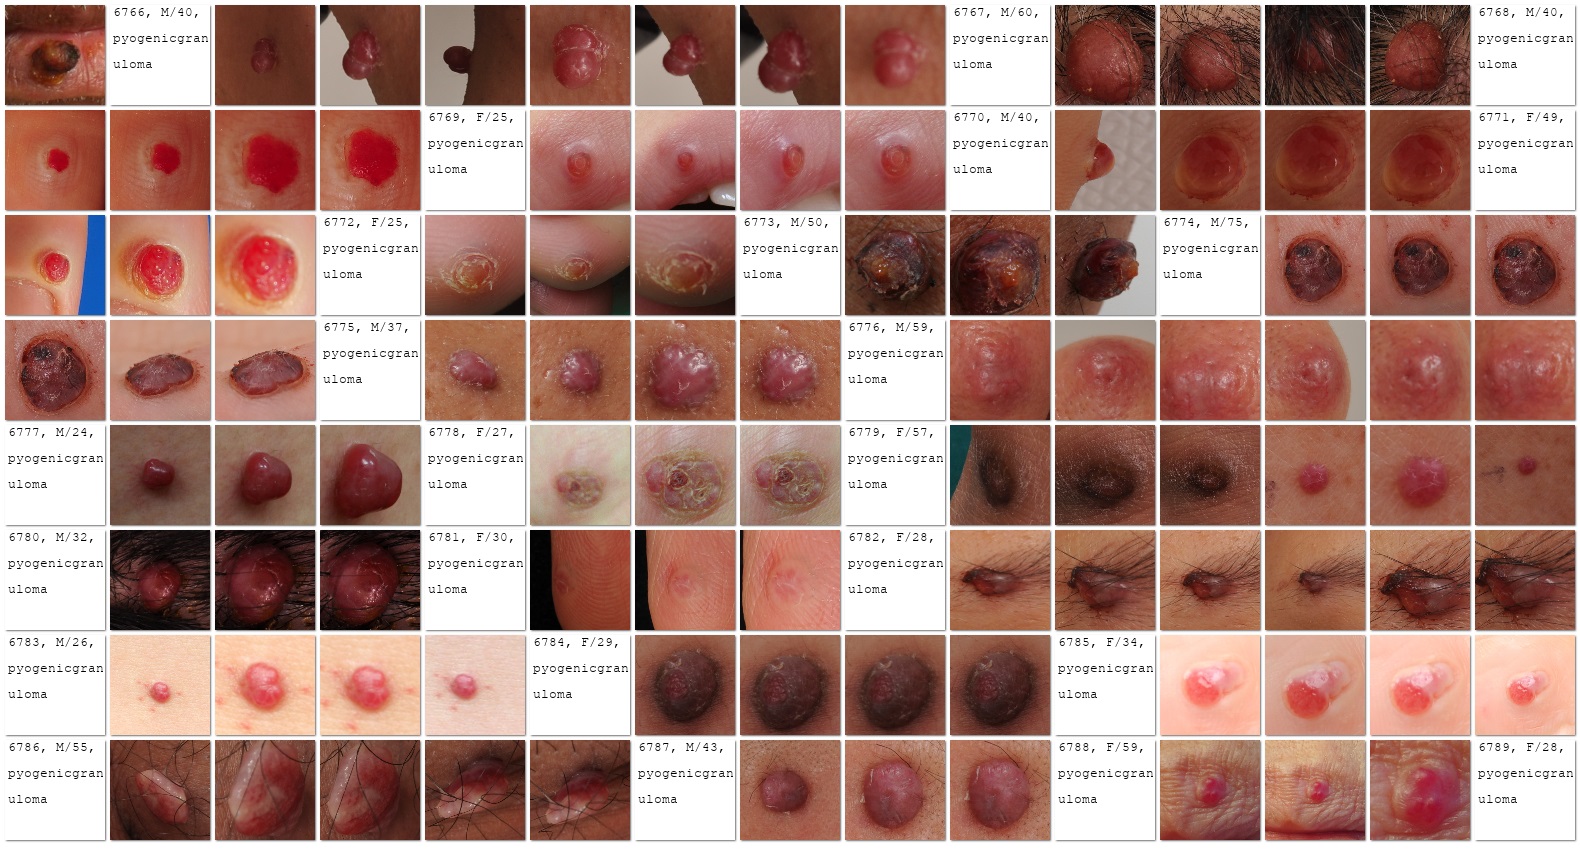 6766, M/40,
pyogenicgran
uloma
6767, M/60,
pyogenicgran
uloma
6768, M/40,
pyogenicgran
uloma
6769, F/25,
pyogenicgran
uloma
6770, M/40,
pyogenicgran
uloma
6771, F/49,
pyogenicgran
uloma
6772, F/25,
pyogenicgran
uloma
6773, M/50,
pyogenicgran
uloma
6774, M/75,
pyogenicgran
uloma
6775, M/37,
pyogenicgran
uloma
6776, M/59,
pyogenicgran
uloma
6777, M/24,
pyogenicgran
uloma
6778, F/27,
pyogenicgran
uloma
6779, F/57,
pyogenicgran
uloma
6780, M/32,
pyogenicgran
uloma
6781, F/30,
pyogenicgran
uloma
6782, F/28,
pyogenicgran
uloma
6783, M/26,
pyogenicgran
uloma
6784, F/29,
pyogenicgran
uloma
6785, F/34,
pyogenicgran
uloma
6786, M/55,
pyogenicgran
uloma
6787, M/43,
pyogenicgran
uloma
6788, F/59,
pyogenicgran
uloma
6789, F/28,
pyogenicgran
uloma